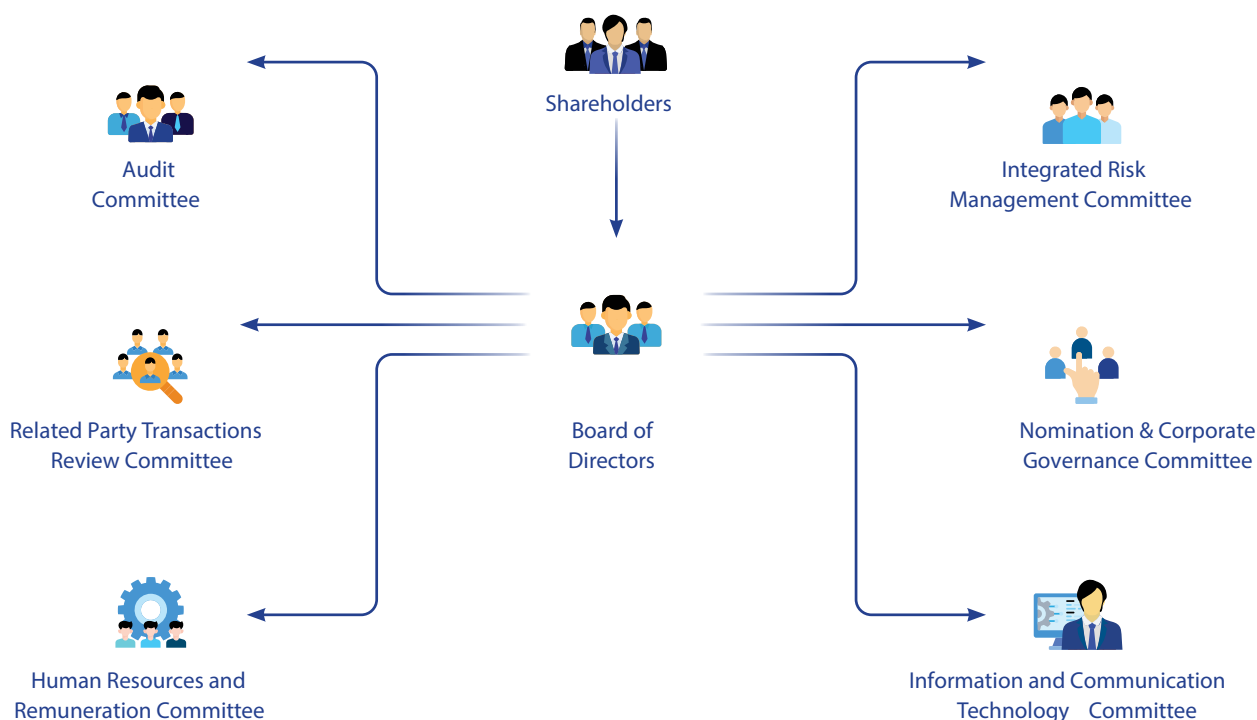 Shareholders
Audit
Committee
Integrated Risk
Management Committee
Related Party Transactions
Review Committee
Board of
Directors
Nomination & Corporate
Governance Committee
Human Resources and
Remuneration Committee
Information and Communication
Technology Committee